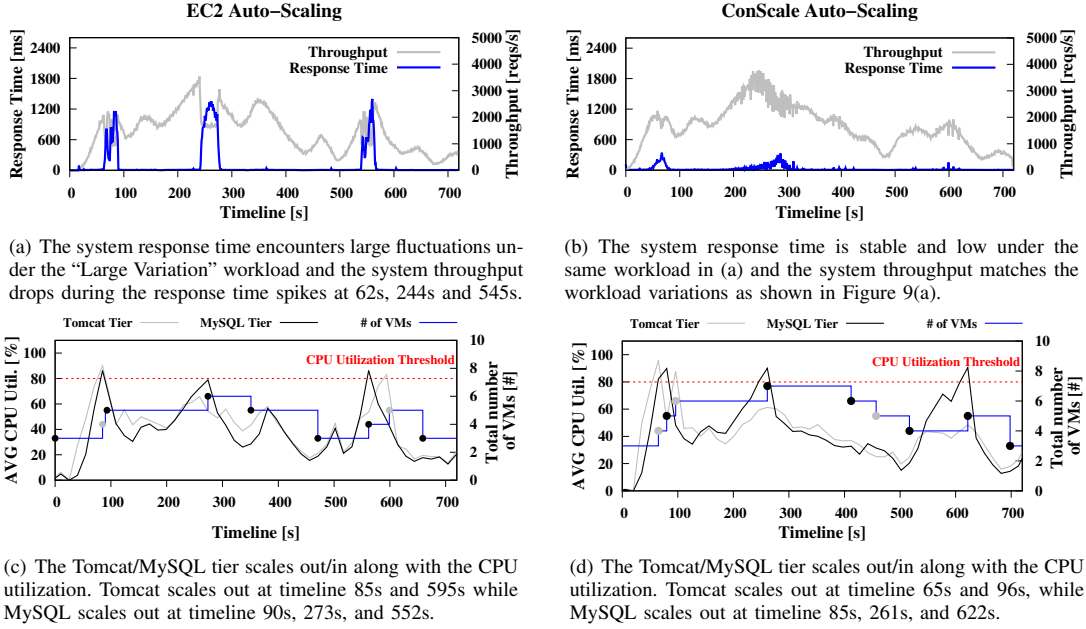 EC2 Auto−Scaling
Response Time [ms]
2400
1800
1200
600
0
Throughput
Response Time
5000
4000
3000
2000
1000
0
Throughput [reqs/s]
0 100 200 300 400 500 600 700
Timeline [s]
(a) The system response time encounters large fluctuations un-
der the “Large Variation” workload and the system throughput
drops during the response time spikes at 62s, 244s and 545s.
ConScale Auto−Scaling
Response Time [ms]
2400
1800
1200
600
0
Throughput
Response Time
5000
4000
3000
2000
1000
0
Throughput [reqs/s]
0 100 200 300 400 500 600 700
Timeline [s]
(b) The system response time is stable and low under the
same workload in (a) and the system throughput matches the
workload variations as shown in Figure 9(a).
Tomcat Tier MySQL Tier # of VMs
AVG CPU Util. [%]
100
80
60
40
20
0
CPU Utilization Threshold
10
8
6
4
2
0
Total number
of VMs [#]
0 100 200 300 400 500 600 700
Timeline [s]
(c) The Tomcat/MySQL tier scales out/in along with the CPU
utilization. Tomcat scales out at timeline 85s and 595s while
MySQL scales out at timeline 90s, 273s, and 552s.
Tomcat Tier MySQL Tier # of VMs
AVG CPU Util. [%]
100
80
60
40
20
0
CPU Utilization Threshold
10
8
6
4
2
0
Total number
of VMs [#]
0 100 200 300 400 500 600 700
Timeline [s]
(d) The Tomcat/MySQL tier scales out/in along with the CPU
utilization. Tomcat scales out at timeline 65s and 96s, while
MySQL scales out at timeline 85s, 261s, and 622s.